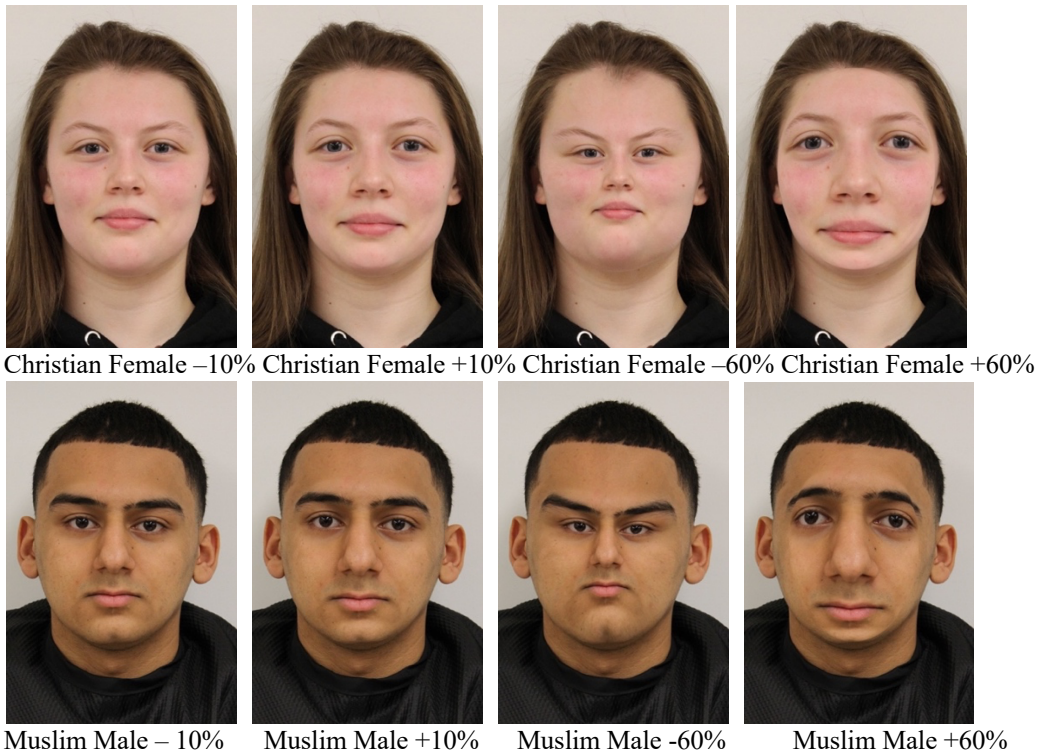 Christian Female –10% Christian Female +10% Christian Female –60% Christian Female +60%
Muslim Male – 10% Muslim Male +10% Muslim Male -60% Muslim Male +60%